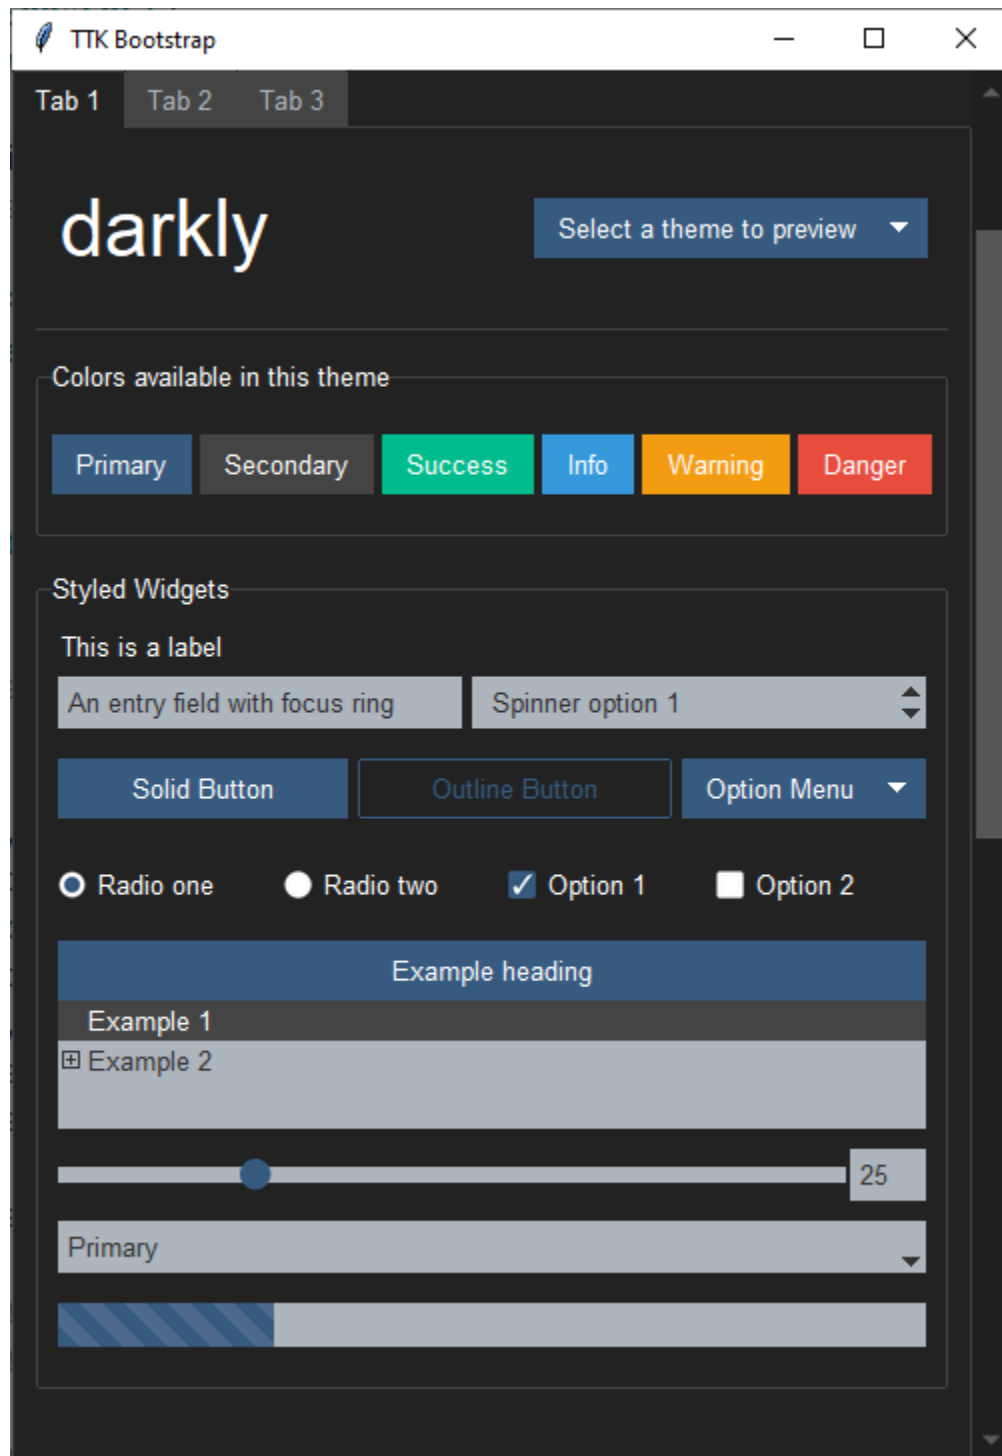 TTK Bootstrap
Tab 1 Tab 2 Tab 3
darkly
Select a theme to preview
Colors available in this theme
Primary Secondary Success Info Warning Danger
Styled Widgets
This is a label
An entry field with focus ring Spinner option 1
Solid Button Outline Button Option Menu
Radio one Radio two Option 1 Option 2
Example heading
Example 1
Example 2
25
Primary